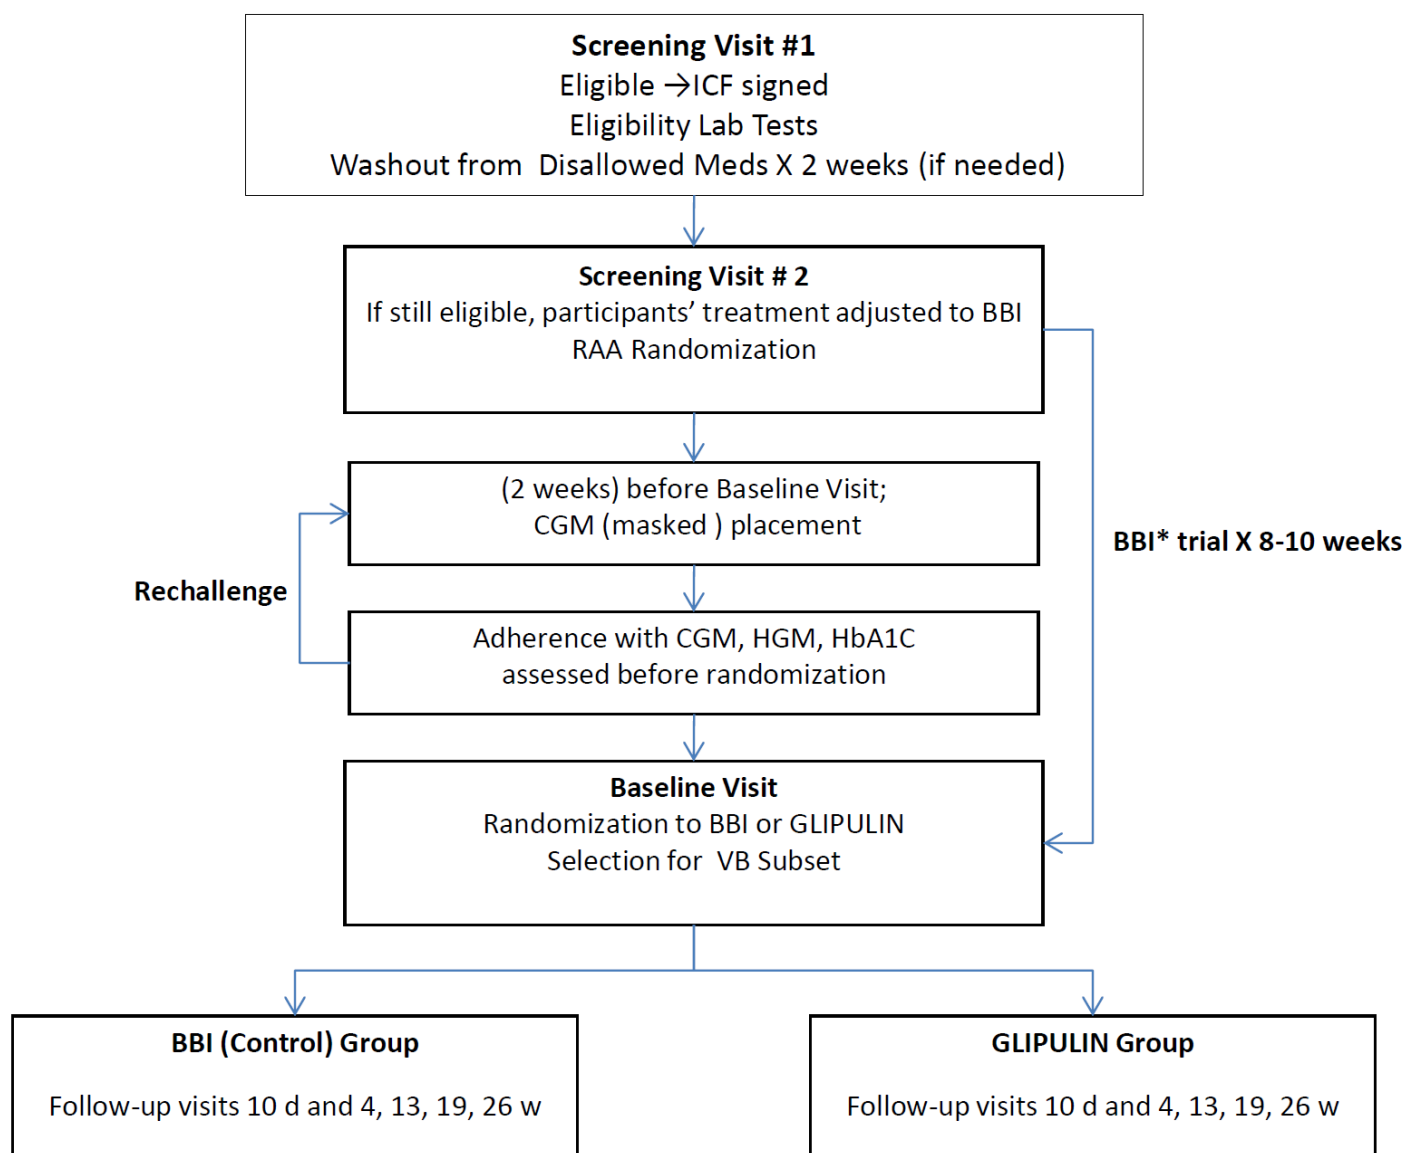 Screening Visit #1
Eligible →ICF signed
Eligibility Lab Tests
Washout from Disallowed Meds X 2 weeks (if needed)
Screening Visit # 2
If still eligible, participants’ treatment adjusted to BBI
RAA Randomization
(2 weeks) before Baseline Visit;
CGM (masked ) placement
BBI* trial X 8-10 weeks
Rechallenge
Adherence with CGM, HGM, HbA1C
assessed before randomization
Baseline Visit
Randomization to BBI or GLIPULIN
Selection for VB Subset
BBI (Control) Group
Follow-up visits 10 d and 4, 13, 19, 26 w
GLIPULIN Group
Follow-up visits 10 d and 4, 13, 19, 26 w